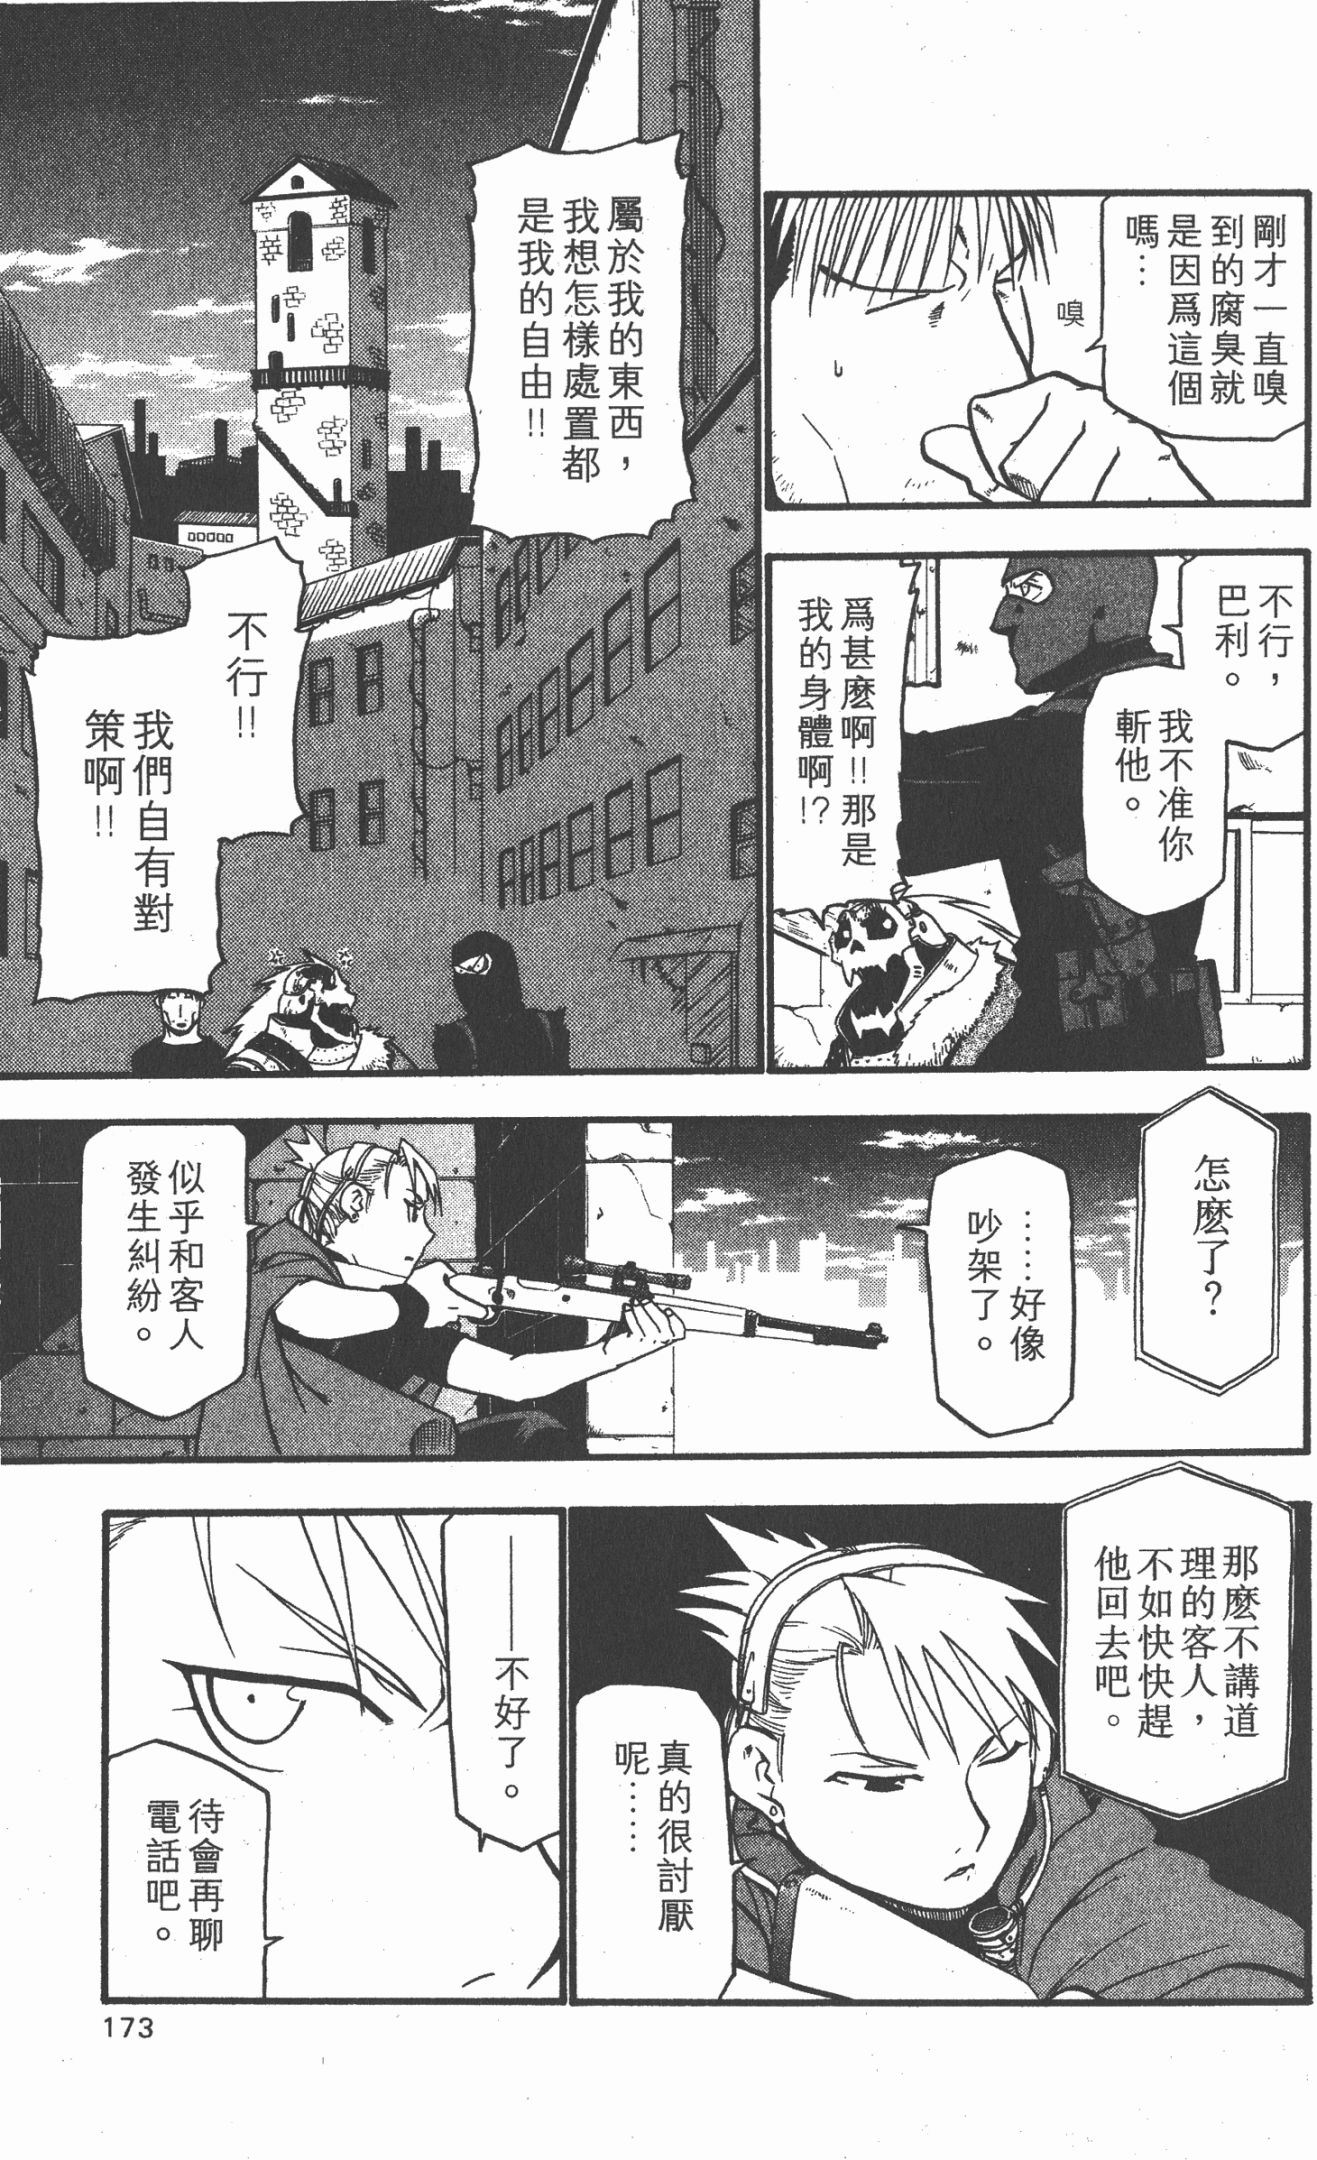 剛才一直嗅
到的腐臭就
是因爲這個
嗎…
嗅
不行，
巴利。
我不准你
斬他。
爲甚麽啊!!那是
我的身體啊!?
屬於我的東西，
我想怎樣處置都
是我的自由!!
不行!!
我們自有對
策啊!!
怎麽了？
……好像
吵架了。
似乎和客人
發生糾紛。
那麽不講道
理的客人，
不如快快趕
他回去吧。
真的很討厭
呢……
——不好了。
待會再聊
電話吧。
173